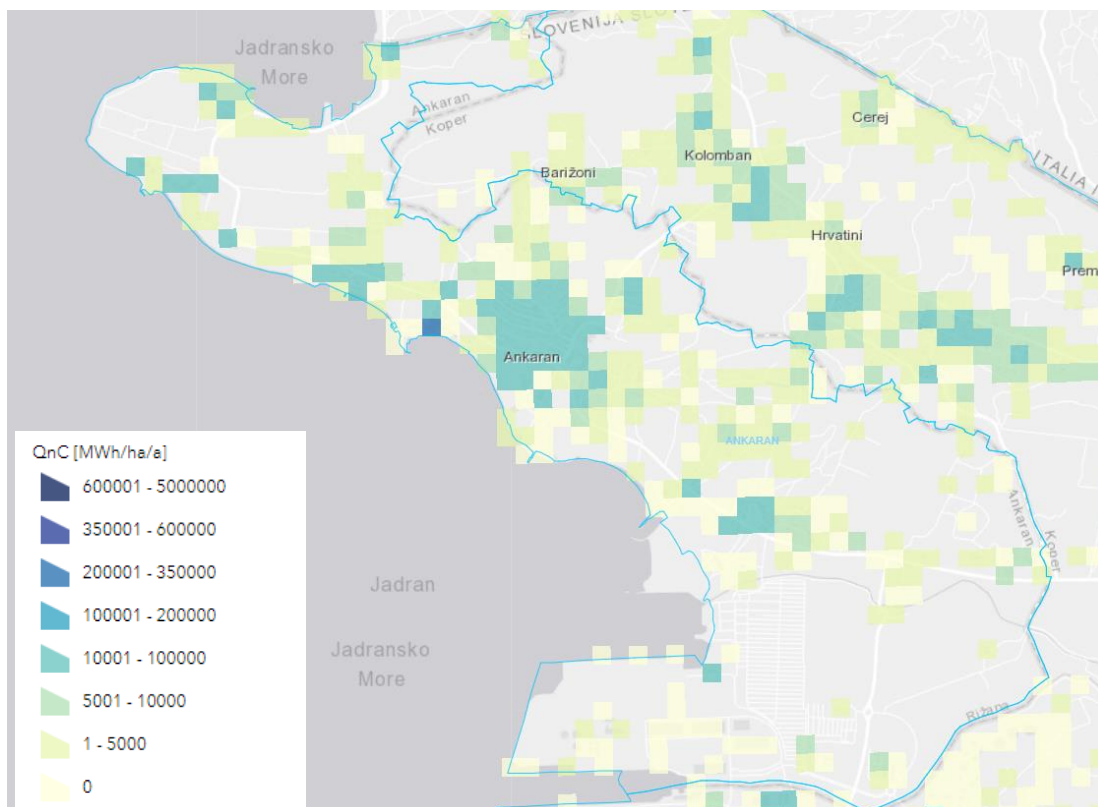 SLOVENIJA SLOVE
Jadransko
More
Ankaran
Koper
Cerej
Kolomban
ITALIA I
Barižoni
Hrvatini
Prem
Ankaran
ANKARAN
QnC [MWh/ha/a]
600001 - 5000000
350001 - 600000
200001 - 350000
100001 - 200000
10001 - 100000
5001 - 10000
1 - 5000
0
Ankaran
Koper
Jadran
Jadransko
More
Rižana